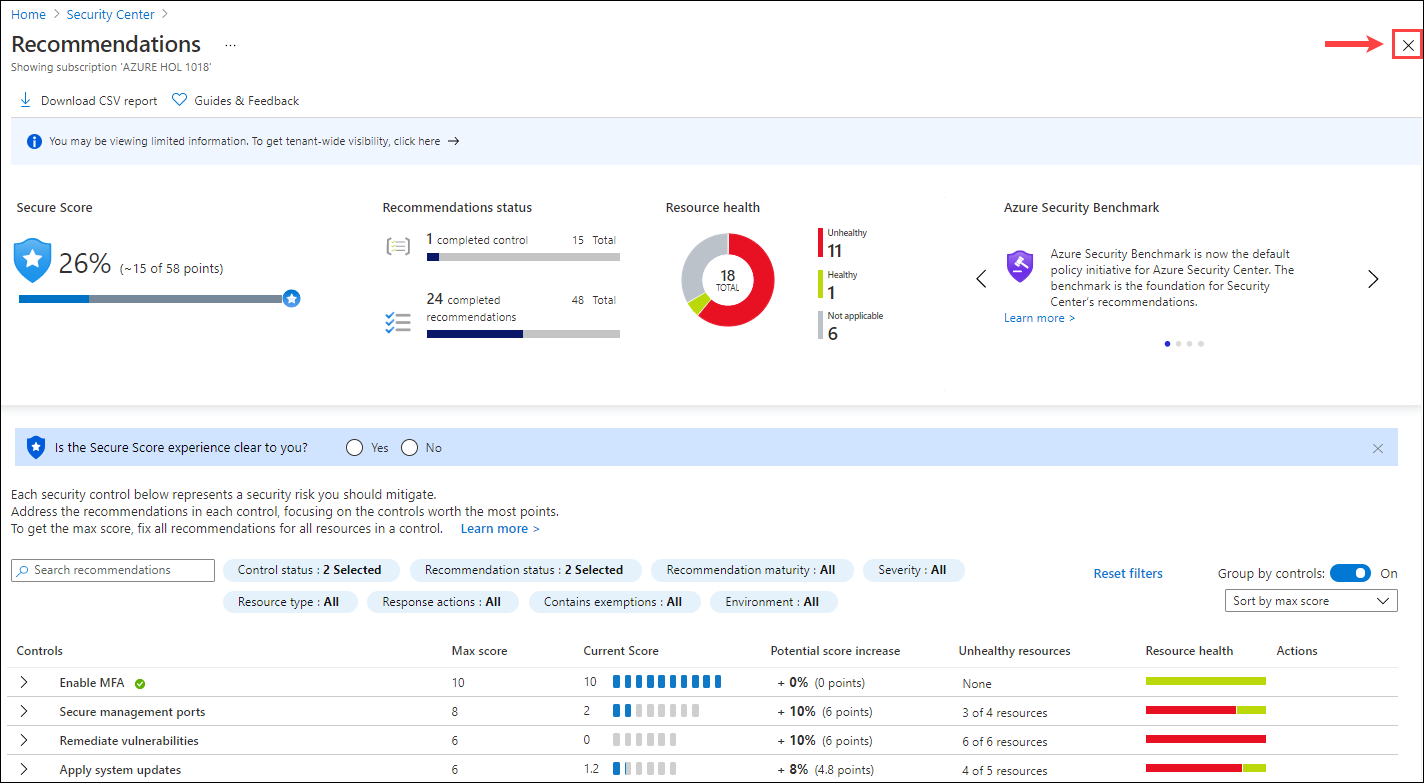 Home > Security Center >
Recommendations ...
Showing subscription 'AZURE HOL 1018'
Download CSV report Guides & Feedback
You may be viewing limited information. To get tenant-wide visibility, click here →
Secure Score
26% (~15 of 58 points)
Recommendations status
1 completed control 15 Total
24 completed 48 Total
recommendations
Resource health
18
TOTAL
Unhealthy
11
Healthy
1
Not applicable
6
Azure Security Benchmark
Azure Security Benchmark is now the default
policy initiative for Azure Security Center. The
benchmark is the foundation for Security
Center's recommendations.
Learn more >
Is the Secure Score experience clear to you? Yes No
Each security control below represents a security risk you should mitigate.
Address the recommendations in each control, focusing on the controls worth the most points.
To get the max score, fix all recommendations for all resources in a control. Learn more >
Search recommendations Control status : 2 Selected Recommendation status : 2 Selected Recommendation maturity : All Severity : All Reset filters Group by controls: On
Resource type : All Response actions : All Contains exemptions : All Environment : All Sort by max score
Controls Max score Current Score Potential score increase Unhealthy resources Resource health Actions
Enable MFA 10 10 + 0% (0 points) None
Secure management ports 8 2 + 10% (6 points) 3 of 4 resources
Remediate vulnerabilities 6 0 + 10% (6 points) 6 of 6 resources
Apply system updates 6 1.2 + 8% (4.8 points) 4 of 5 resources